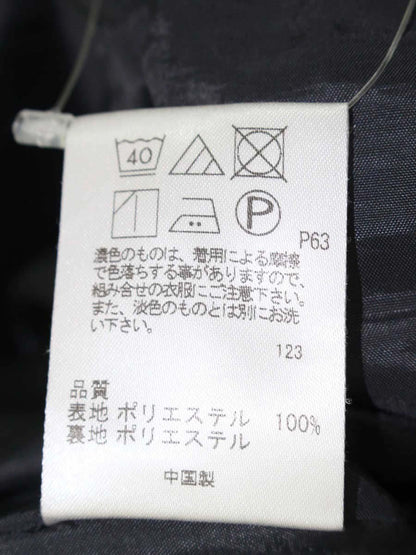 40
P
P63
濃色のものは、着用による摩擦
で色落ちする事がありますので、
組み合せの衣服にご注意下さい。
また、淡色のものとは別にお洗
い下さい。
123
品質
表地 ポリエステル 100%
裏地 ポリエステル
中国製